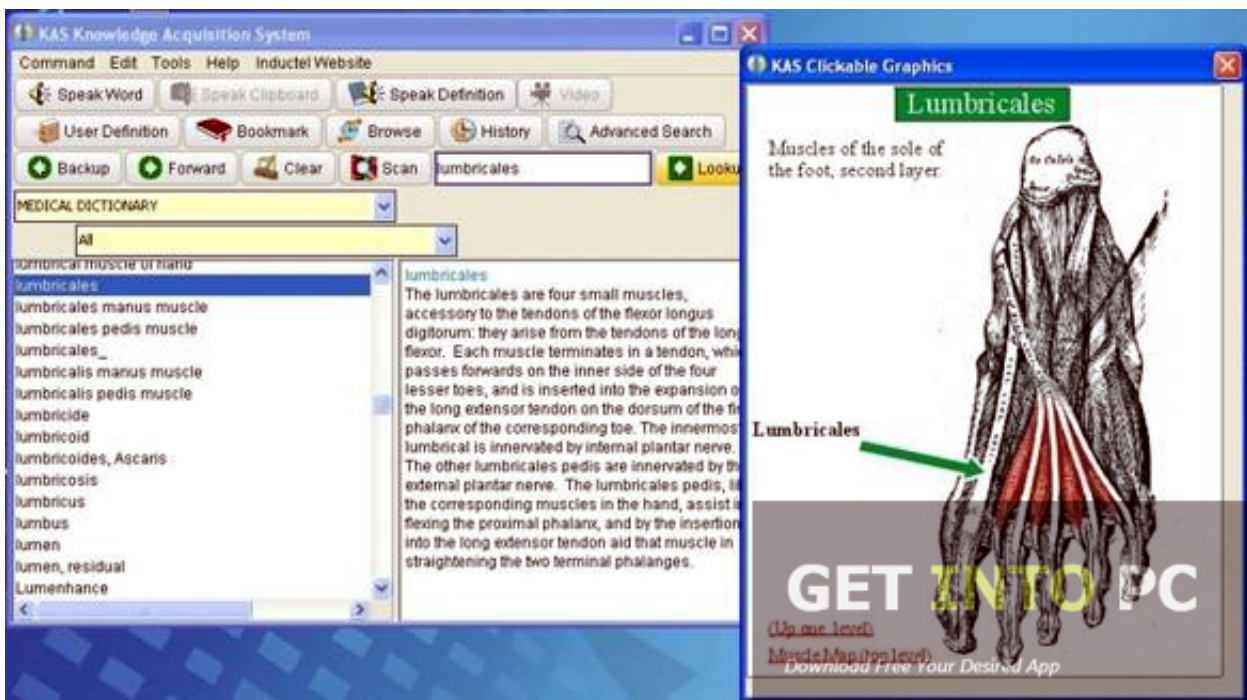 KAS Knowledge Acquisition System
Command Edit Tools Help Inductel Website
Speak Word Speak Clipboard Speak Definition Video
User Definition Bookmark Browse History Advanced Search
Backup Forward Clear Scan lumbricales Looku
MEDICAL DICTIONARY
All
lumbrical muscle of hand
lumbricales
lumbricales manus muscle
lumbricales pedis muscle
lumbricales_
lumbricalis manus muscle
lumbricalis pedis muscle
lumbricide
lumbricoid
lumbricoides, Ascaris
lumbricosis
lumbricus
lumbus
lumen
lumen, residual
Lumenhance
lumbricales
The lumbricales are four small muscles,
accessory to the tendons of the flexor longus
digitorum: they arise from the tendons of the long
flexor. Each muscle terminates in a tendon, whi
passes forwards on the inner side of the four
lesser toes, and is inserted into the expansion o
the long extensor tendon on the dorsum of the fi
phalanx of the corresponding toe. The innermos
lumbrical is innervated by internal plantar nerve.
The other lumbricales pedis are innervated by th
external plantar nerve. The lumbricales pedis, li
the corresponding muscles in the hand, assist i
flexing the proximal phalanx, and by the insertion
into the long extensor tendon aid that muscle in
straightening the two terminal phalanges.
KAS Clickable Graphics
Lumbricales
Muscles of the sole of
the foot, second layer.
Lumbricales
GET INTO PC
(Up one level)
Muscle Map (top level)
Download Free Your Desired App